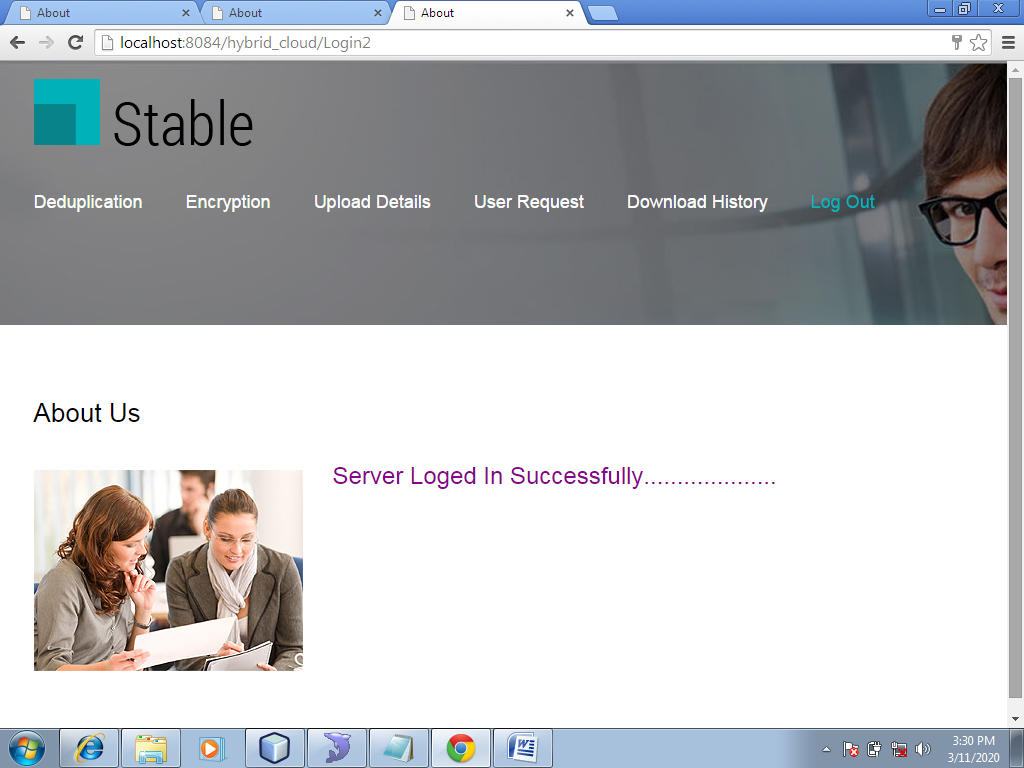 About About About
localhost:8084/hybrid_cloud/Login2
Stable
Deduplication Encryption Upload Details User Request Download History Log Out
About Us
Server Loged In Successfully....................
3:30 PM
3/11/2020